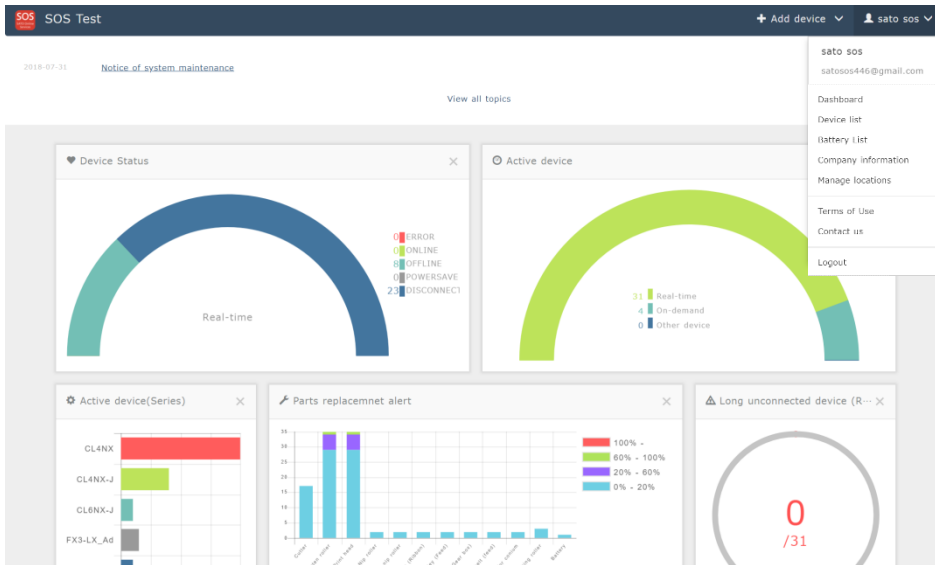 SOS
SOS Test
Add device
sato sos
sato sos
satosos446@gmail.com
2018-07-31
Notice of system maintenance
View all topics
Dashboard
Device list
Battery List
Company information
Manage locations
Terms of Use
Contact us
Logout
Device Status
0 ERROR
0 ONLINE
8 OFFLINE
0 POWERSAVE
23 DISCONNECT
Real-time
Active device
31 Real-time
4 On-demand
0 Other device
Active device(Series)
CL4NX
CL4NX-J
CL6NX-J
FX3-LX_Ad
Parts replacemnet alert
100% -
60% - 100%
20% - 60%
0% - 20%
Cutter
Battery
Long unconnected device (R···
0
/31